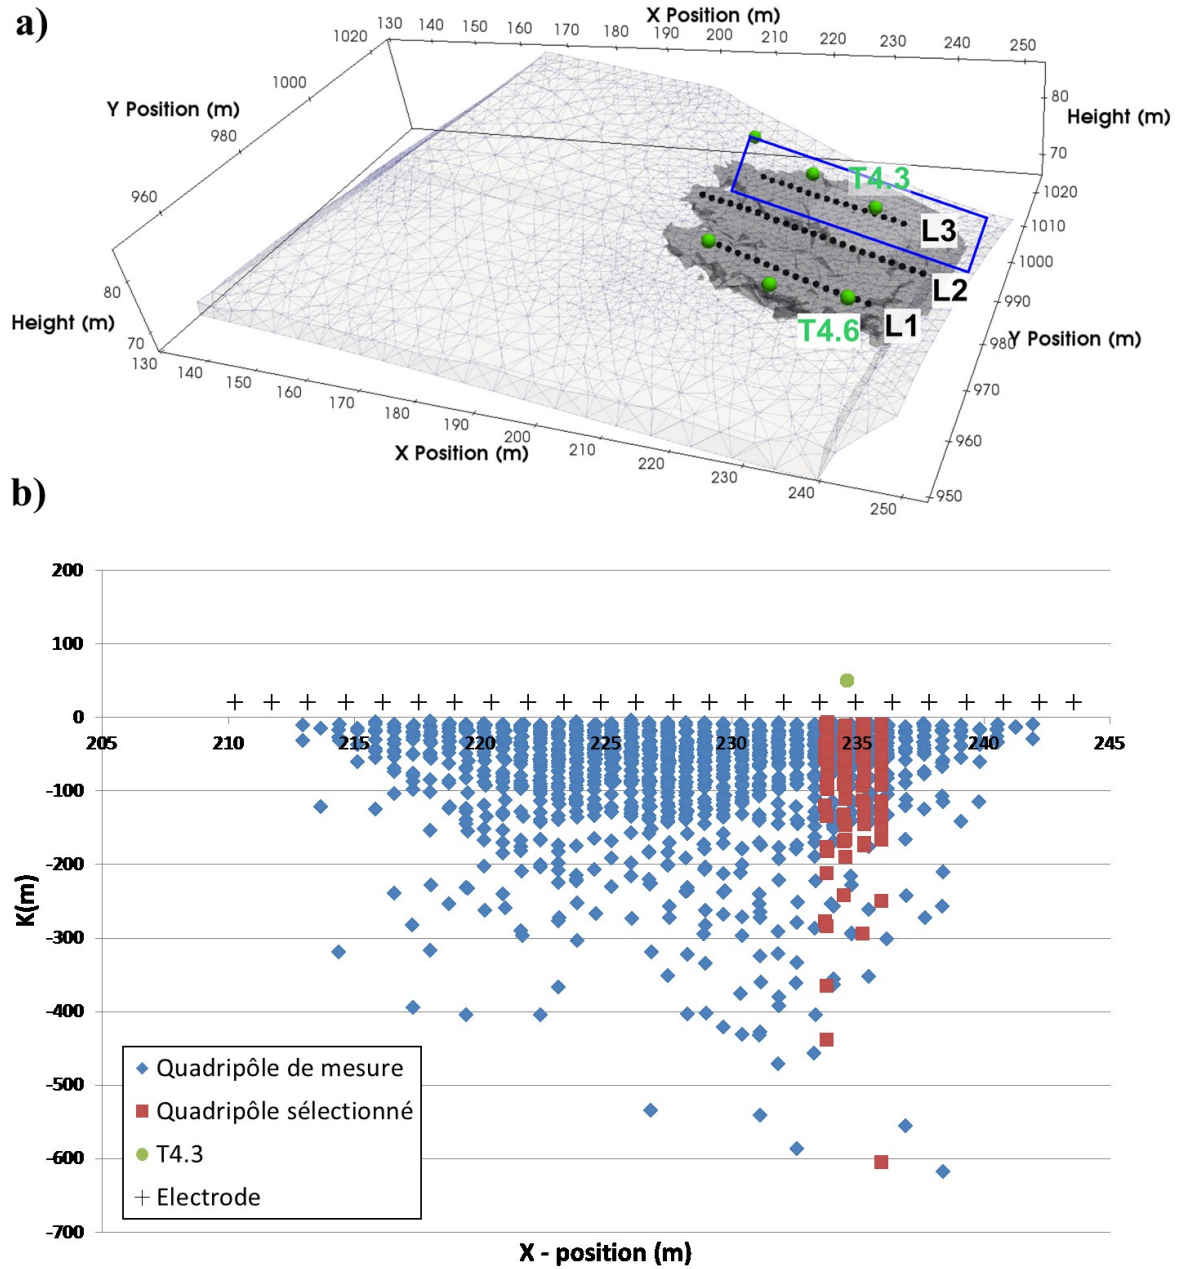 a)
X Position (m)
130 140 150 160 170 180 190 200 210 220 230 240 250
1020
1000
Y Position (m)
980
960
80
Height (m)
70
80
Height (m)
70
1020
1010
1000
990
980
Y Position (m)
970
960
950
T4.3
L3
L2
T4.6
L1
130 140 150 160 170 180 190 200 210 220 230 240 250
X Position (m)
b)
200
100
0
-100
-200
-300
-400
-500
-600
-700
K(m)
205 210 215 220 225 230 235 240 245
Quadripôle de mesure
Quadripôle sélectionné
T4.3
Electrode
X - position (m)